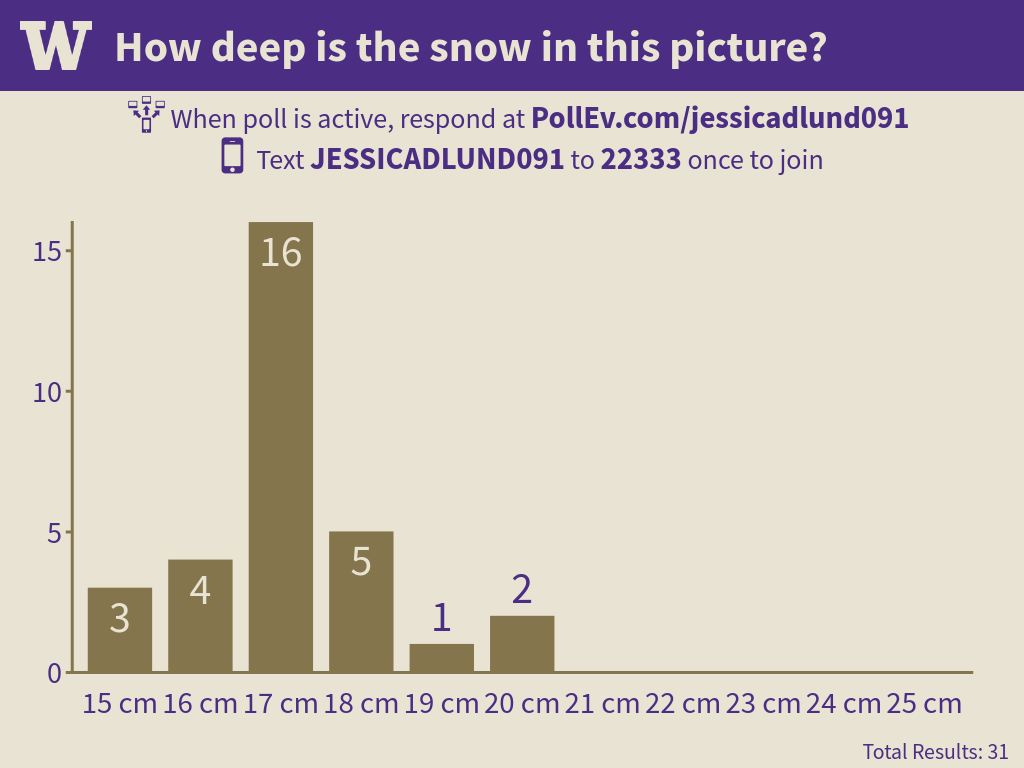 W How deep is the snow in this picture?
When poll is active, respond at PollEv.com/jessicadlund091
Text JESSICADLUND091 to 22333 once to join
15
10
5
0
16
3
4
5
1
2
15 cm 16 cm 17 cm 18 cm 19 cm 20 cm 21 cm 22 cm 23 cm 24 cm 25 cm
Total Results: 31